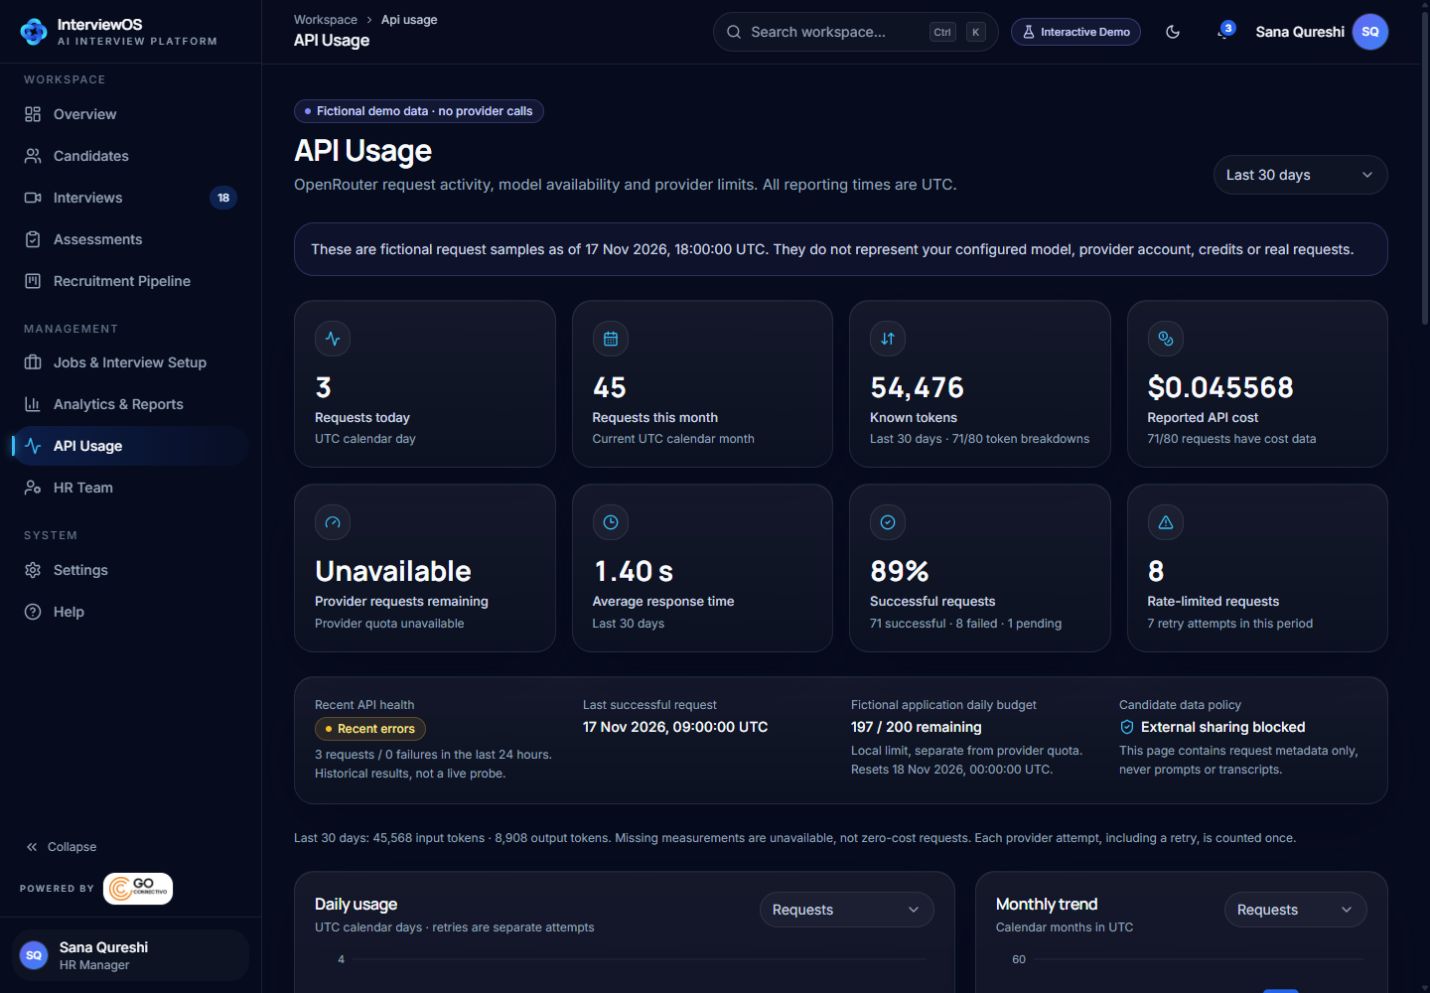 InterviewOS
AI INTERVIEW PLATFORM
WORKSPACE
Overview
Candidates
Interviews 18
Assessments
Recruitment Pipeline
MANAGEMENT
Jobs & Interview Setup
Analytics & Reports
API Usage
HR Team
SYSTEM
Settings
Help
Collapse
POWERED BY GO CONNECTIVO
SQ Sana Qureshi
HR Manager
Workspace > Api usage
API Usage
Search workspace... Ctrl K
Interactive Demo
3
Sana Qureshi SQ
Fictional demo data · no provider calls
API Usage
OpenRouter request activity, model availability and provider limits. All reporting times are UTC.
Last 30 days
These are fictional request samples as of 17 Nov 2026, 18:00:00 UTC. They do not represent your configured model, provider account, credits or real requests.
3
Requests today
UTC calendar day
45
Requests this month
Current UTC calendar month
54,476
Known tokens
Last 30 days · 71/80 token breakdowns
$0.045568
Reported API cost
71/80 requests have cost data
Unavailable
Provider requests remaining
Provider quota unavailable
1.40 s
Average response time
Last 30 days
89%
Successful requests
71 successful · 8 failed · 1 pending
8
Rate-limited requests
7 retry attempts in this period
Recent API health
Recent errors
3 requests / 0 failures in the last 24 hours.
Historical results, not a live probe.
Last successful request
17 Nov 2026, 09:00:00 UTC
Fictional application daily budget
197 / 200 remaining
Local limit, separate from provider quota.
Resets 18 Nov 2026, 00:00:00 UTC.
Candidate data policy
External sharing blocked
This page contains request metadata only,
never prompts or transcripts.
Last 30 days: 45,568 input tokens · 8,908 output tokens. Missing measurements are unavailable, not zero-cost requests. Each provider attempt, including a retry, is counted once.
Daily usage
UTC calendar days · retries are separate attempts
Requests
4
Monthly trend
Calendar months in UTC
Requests
60